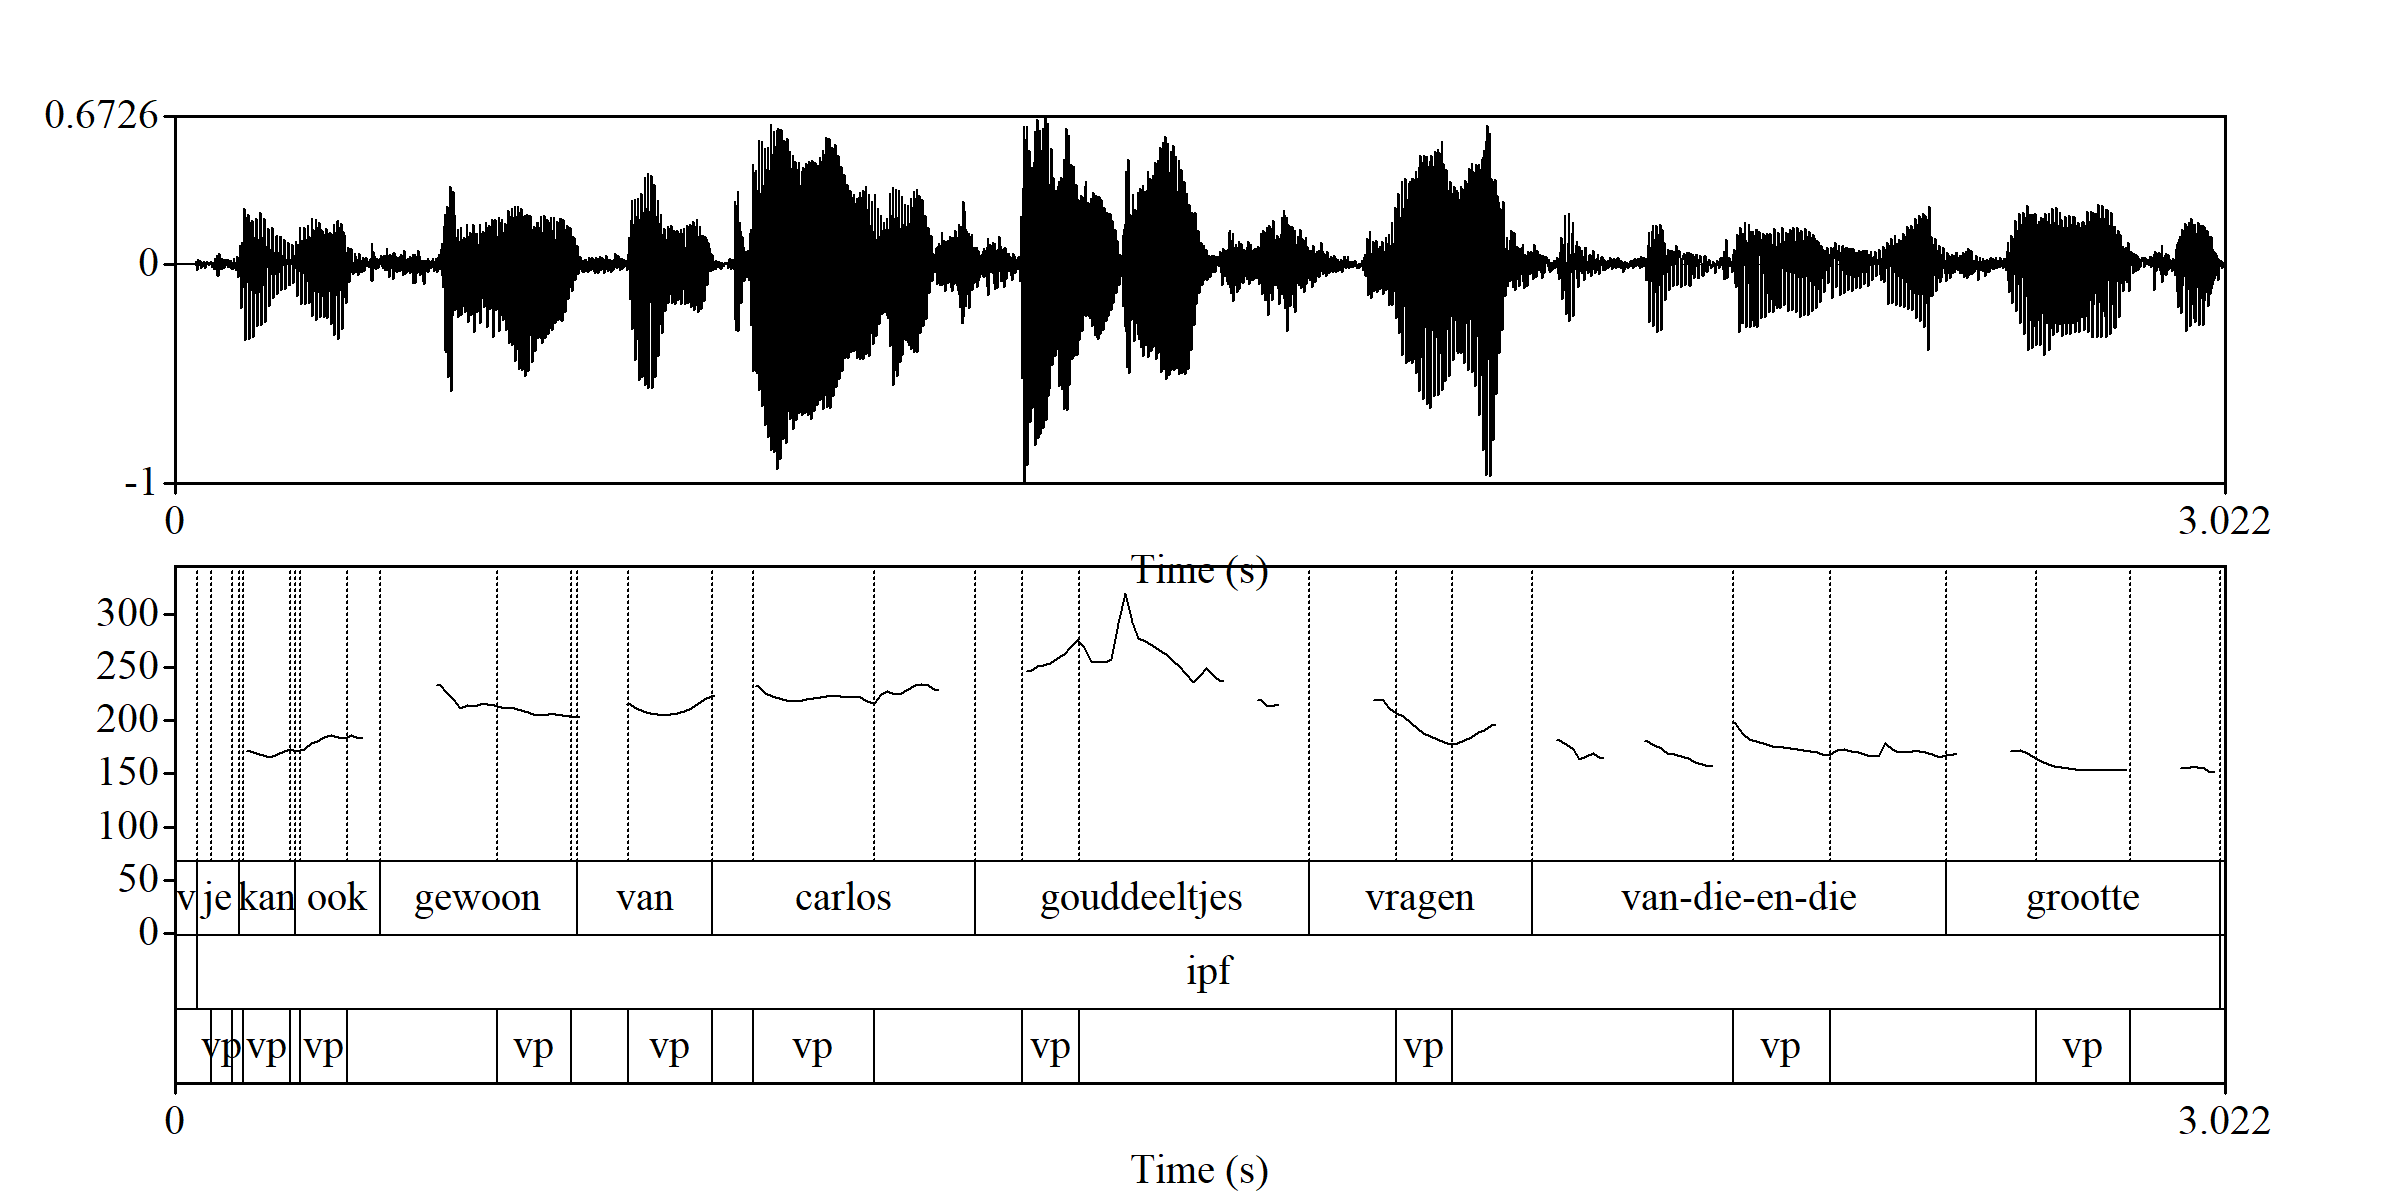 0.6726
0
-1
0 3.022
Time (s)
300
250
200
150
100
50
0
v je kan ook gewoon van carlos gouddeeltjes vragen van-die-en-die grootte
ipf
vp vp vp vp vp vp vp vp vp vp
0 3.022
Time (s)